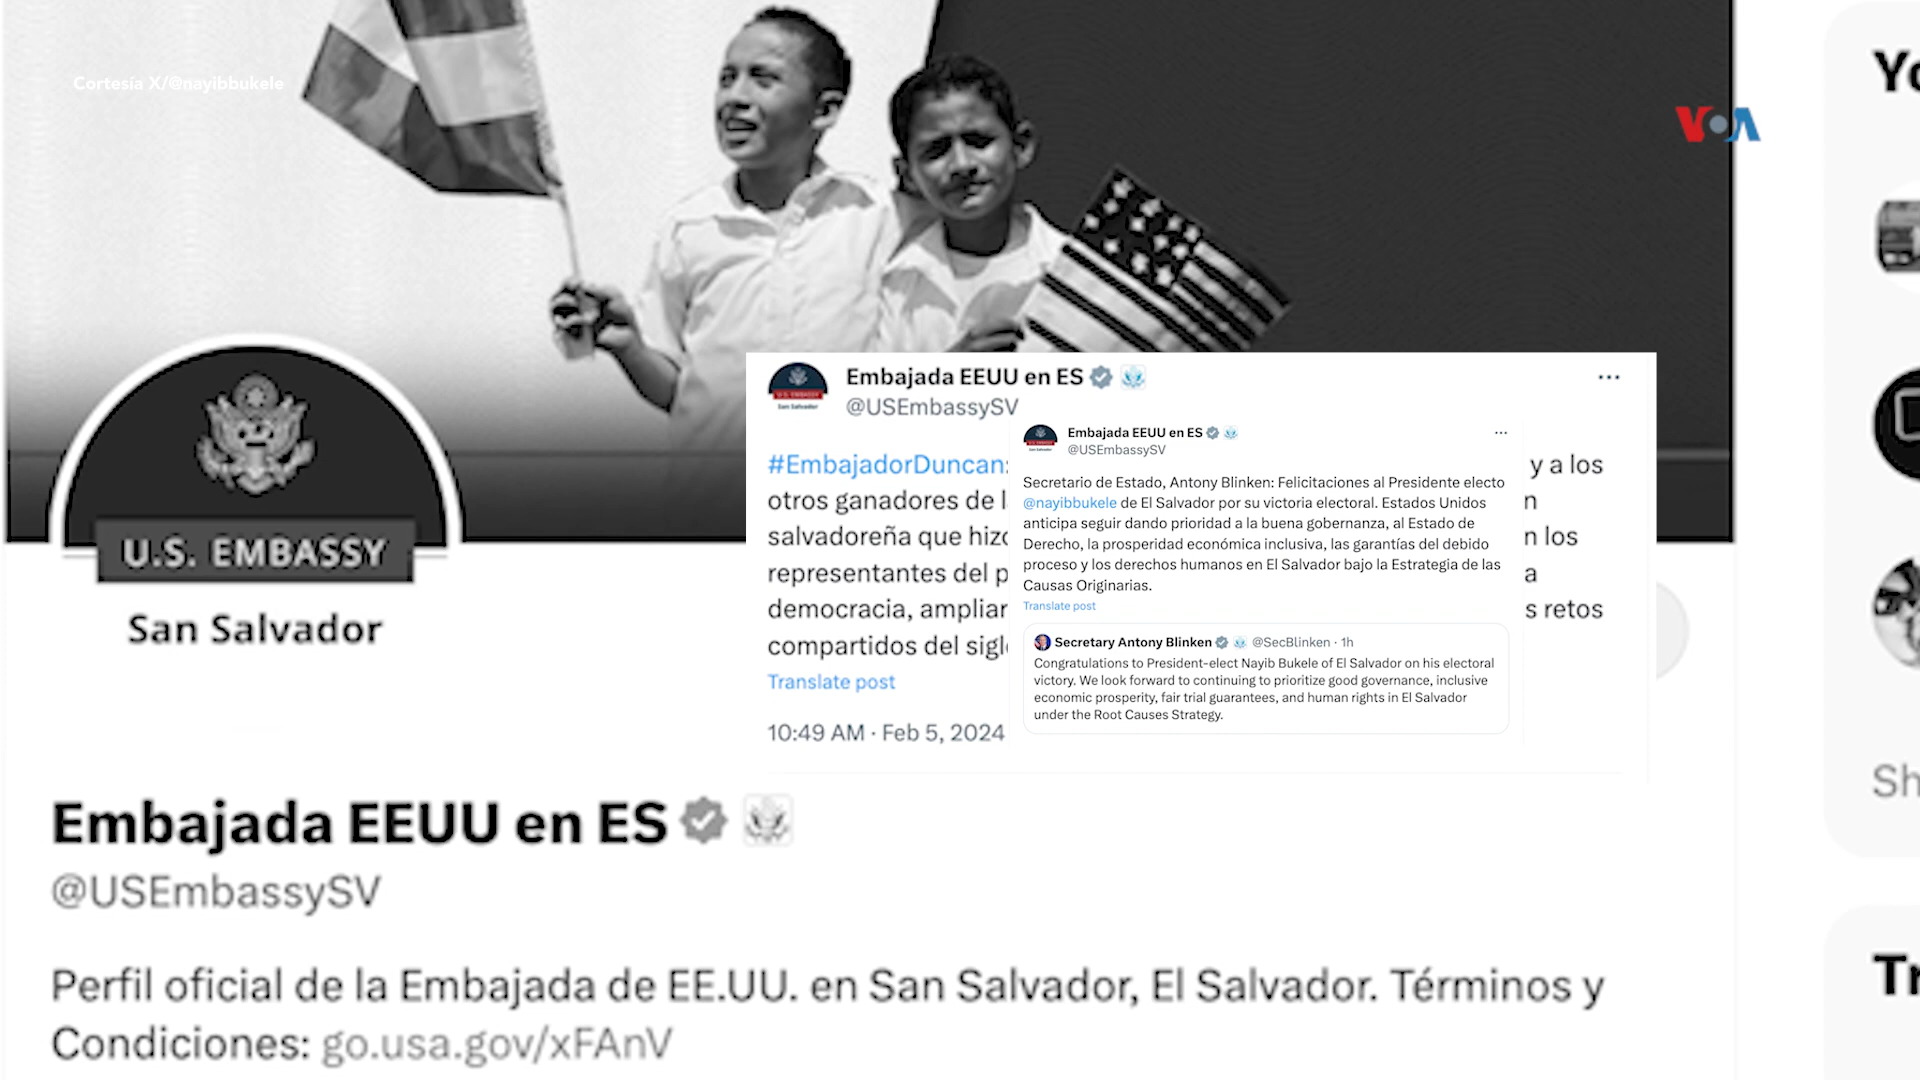 Cortesía X/@nayibbukele
VOA
U.S. EMBASSY
San Salvador
U.S. EMBASSY
San Salvador
Embajada EEUU en ES
@USEmbassySV
#EmbajadorDuncan: y a los
otros ganadores de
salvadoreña que
representantes del
democracia, s retos
compartidos del
Translate post
10:49 AM · Feb 5, 2024
Embajada EEUU en ES
@USEmbassySV
Secretario de Estado, Antony Blinken: Felicitaciones al Presidente electo
@nayibbukele de El Salvador por su victoria electoral. Estados Unidos
anticipa seguir dando prioridad a la buena gobernanza, al Estado de
Derecho, la prosperidad económica inclusiva, las garantías del debido
proceso y los derechos humanos en El Salvador bajo la Estrategia de las
Causas Originarias.
Translate post
Secretary Antony Blinken @SecBlinken · 1h
Congratulations to President-elect Nayib Bukele of El Salvador on his electoral
victory. We look forward to continuing to prioritize good governance, inclusive
economic prosperity, fair trial guarantees, and human rights in El Salvador
under the Root Causes Strategy.
Embajada EEUU en ES
@USEmbassySV
Perfil oficial de la Embajada de EE.UU. en San Salvador, El Salvador. Términos y
Condiciones: go.usa.gov/xFAnV